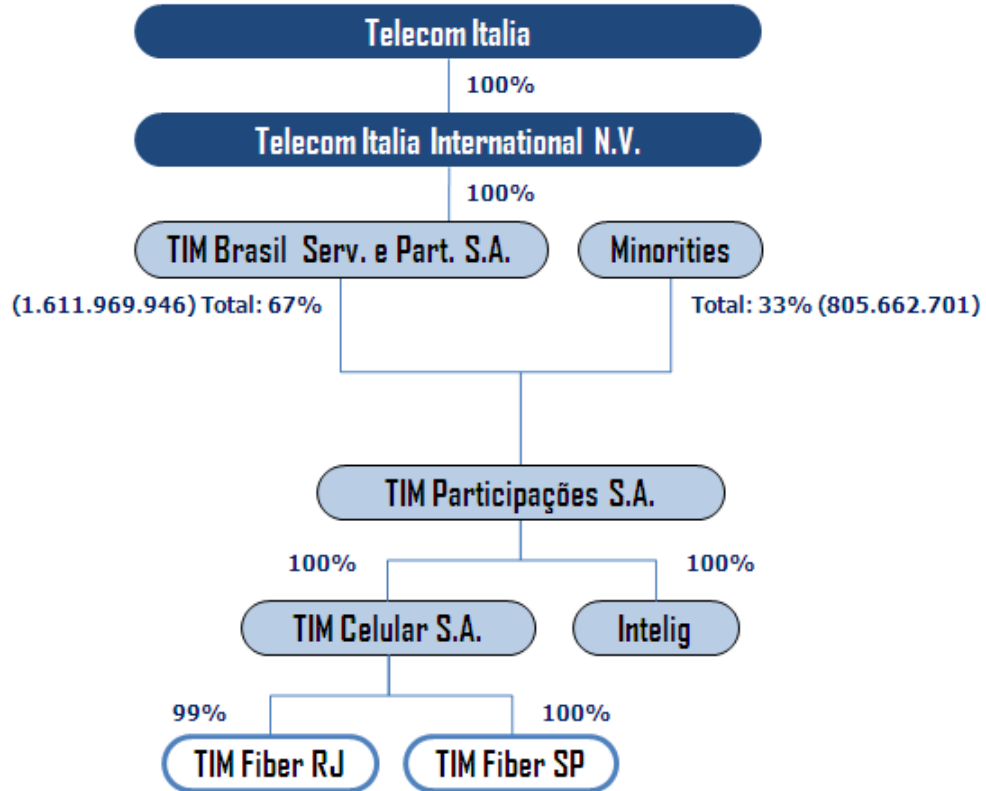 Telecom Italia
100%
Telecom Italia International N.V.
100%
TIM Brasil Serv. e Part. S.A.
Minorities
(1.611.969.946) Total: 67%
Total: 33% (805.662.701)
TIM Participações S.A.
100%
100%
TIM Celular S.A.
Intelig
99%
100%
TIM Fiber RJ
TIM Fiber SP